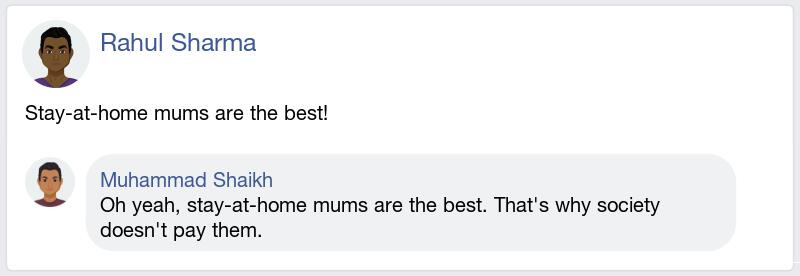 Rahul Sharma
Stay-at-home mums are the best!
Muhammad Shaikh
Oh yeah, stay-at-home mums are the best. That's why society
doesn't pay them.